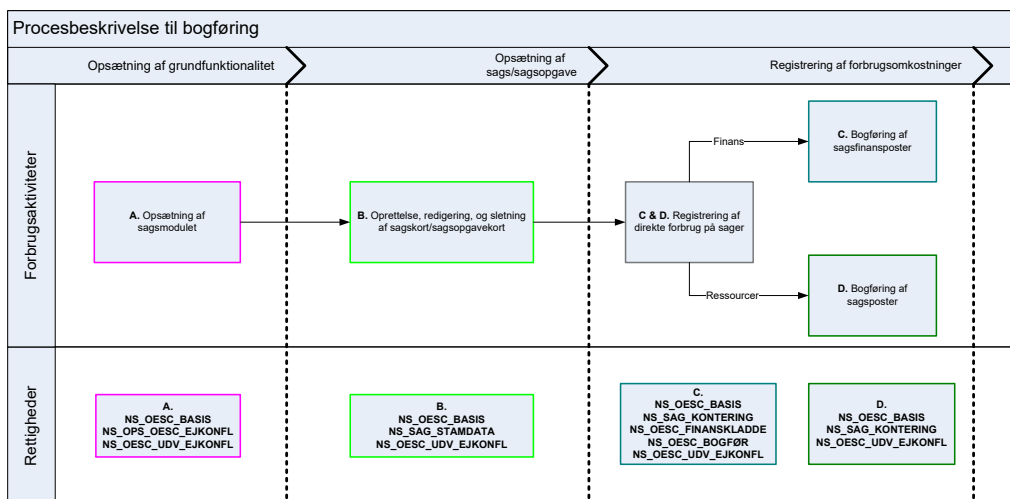 Procesbeskrivelse til bogføring
Opsætning af grundfunktionalitet
Opsætning af
sags/sagsopgave
Registrering af forbrugsomkostninger
Forbrugsaktiviteter
A. Opsætning af
sagsmodulet
B. Oprettelse, redigering, og sletning
af sagskort/sagsopgavekort
C & D. Registrering af
direkte forbrug på sager
Finans
C. Bogføring af
sagsfinansposter
Ressourcer
D. Bogføring af
sagsposter
Rettigheder
A.
NS_OESC_BASIS
NS_OPS_OESC_EJKONFL
NS_OESC_UDV_EJKONFL
B.
NS_OESC_BASIS
NS_SAG_STAMDATA
NS_OESC_UDV_EJKONFL
C.
NS_OESC_BASIS
NS_SAG_KONTERING
NS_OESC_FINANSKLADDE
NS_OESC_BOGFØR
NS_OESC_UDV_EJKONFL
D.
NS_OESC_BASIS
NS_SAG_KONTERING
NS_OESC_UDV_EJKONFL